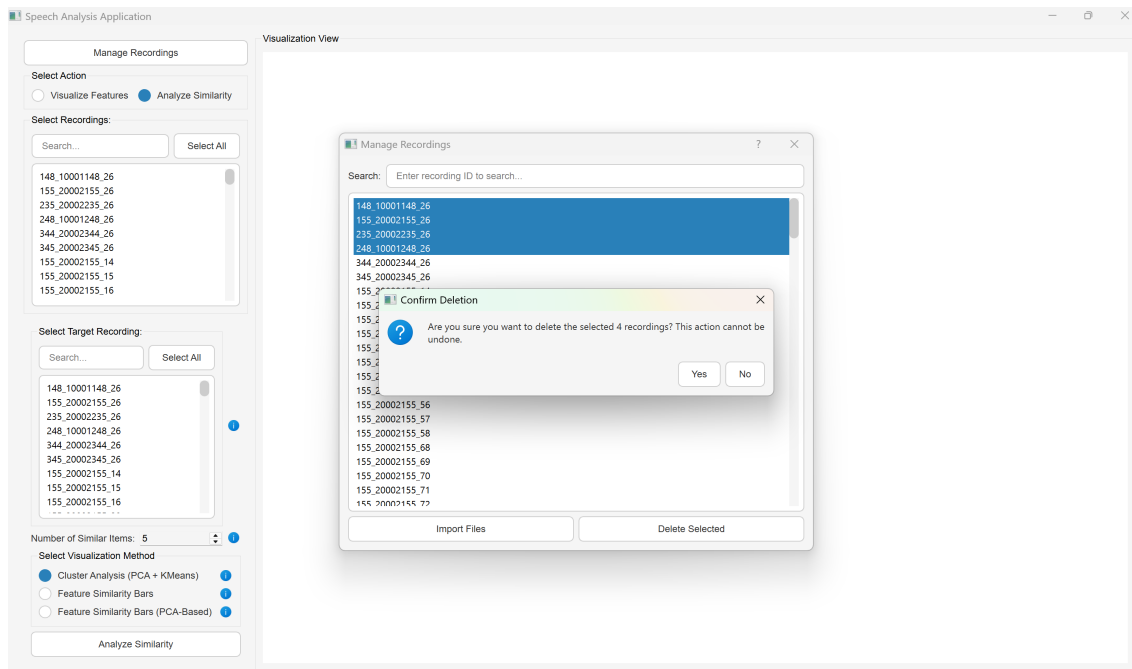 Speech Analysis Application
Manage Recordings
Select Action
Visualize Features
Analyze Similarity
Select Recordings:
Search...
Select All
148_10001148_26
155_20002155_26
235_20002235_26
248_10001248_26
344_20002344_26
345_20002345_26
155_20002155_14
155_20002155_15
155_20002155_16
Select Target Recording:
Search...
Select All
148_10001148_26
155_20002155_26
235_20002235_26
248_10001248_26
344_20002344_26
345_20002345_26
155_20002155_14
155_20002155_15
155_20002155_16
Number of Similar Items: 5
Select Visualization Method
Cluster Analysis (PCA + KMeans)
Feature Similarity Bars
Feature Similarity Bars (PCA-Based)
Analyze Similarity
Visualization View
Manage Recordings
Search: Enter recording ID to search...
148_10001148_26
155_20002155_26
235_20002235_26
248_10001248_26
344_20002344_26
345_20002345_26
Confirm Deletion
Are you sure you want to delete the selected 4 recordings? This action cannot be
undone.
Yes
No
155_20002155_56
155_20002155_57
155_20002155_58
155_20002155_68
155_20002155_69
155_20002155_70
155_20002155_71
155_20002155_72
Import Files
Delete Selected